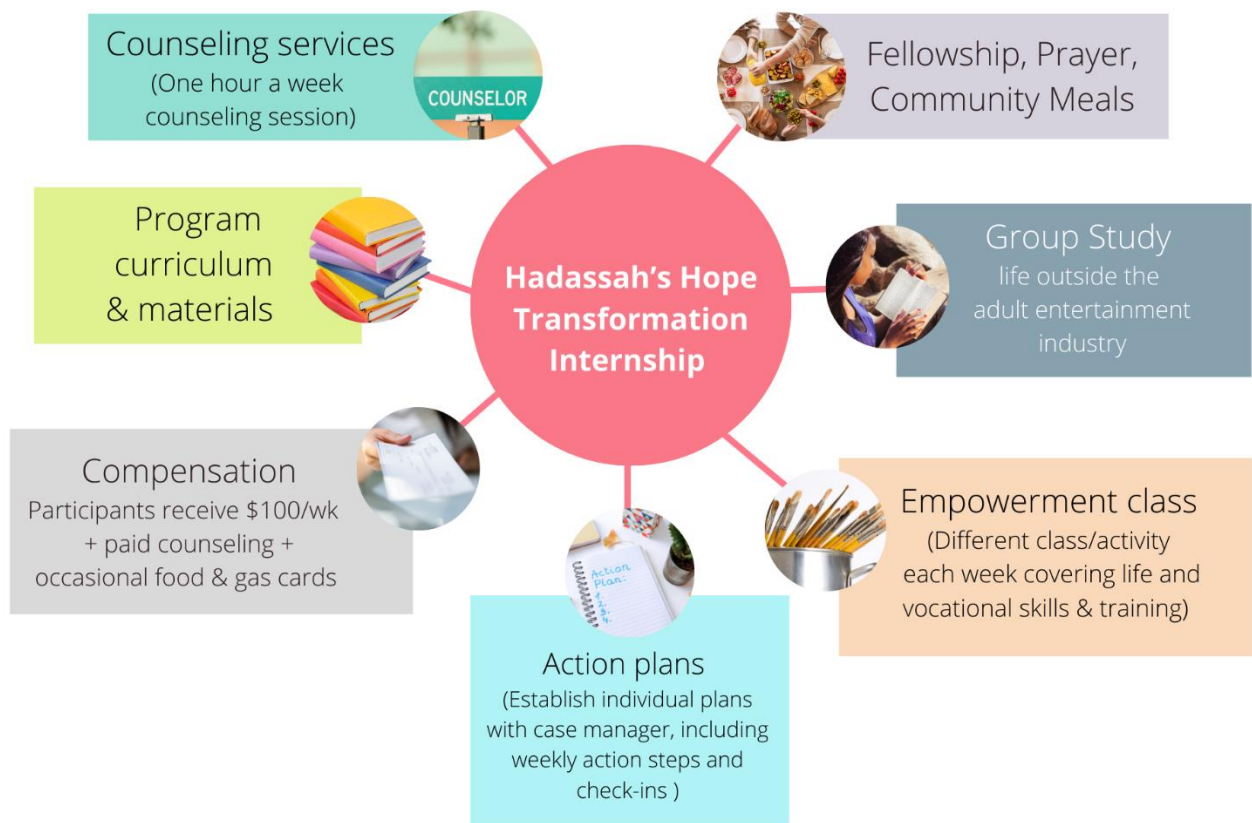 Counseling services
(One hour a week
counseling session)
COUNSELOR
Fellowship, Prayer,
Community Meals
Program
curriculum
& materials
Hadassah's Hope
Transformation
Internship
Group Study
life outside the
adult entertainment
industry
Compensation
Participants receive $100/wk
+ paid counseling +
occasional food & gas cards
Action
Plan:
1.
2.
3.
Empowerment class
(Different class/activity
each week covering life and
vocational skills & training)
Action plans
(Establish individual plans
with case manager, including
weekly action steps and
check-ins )